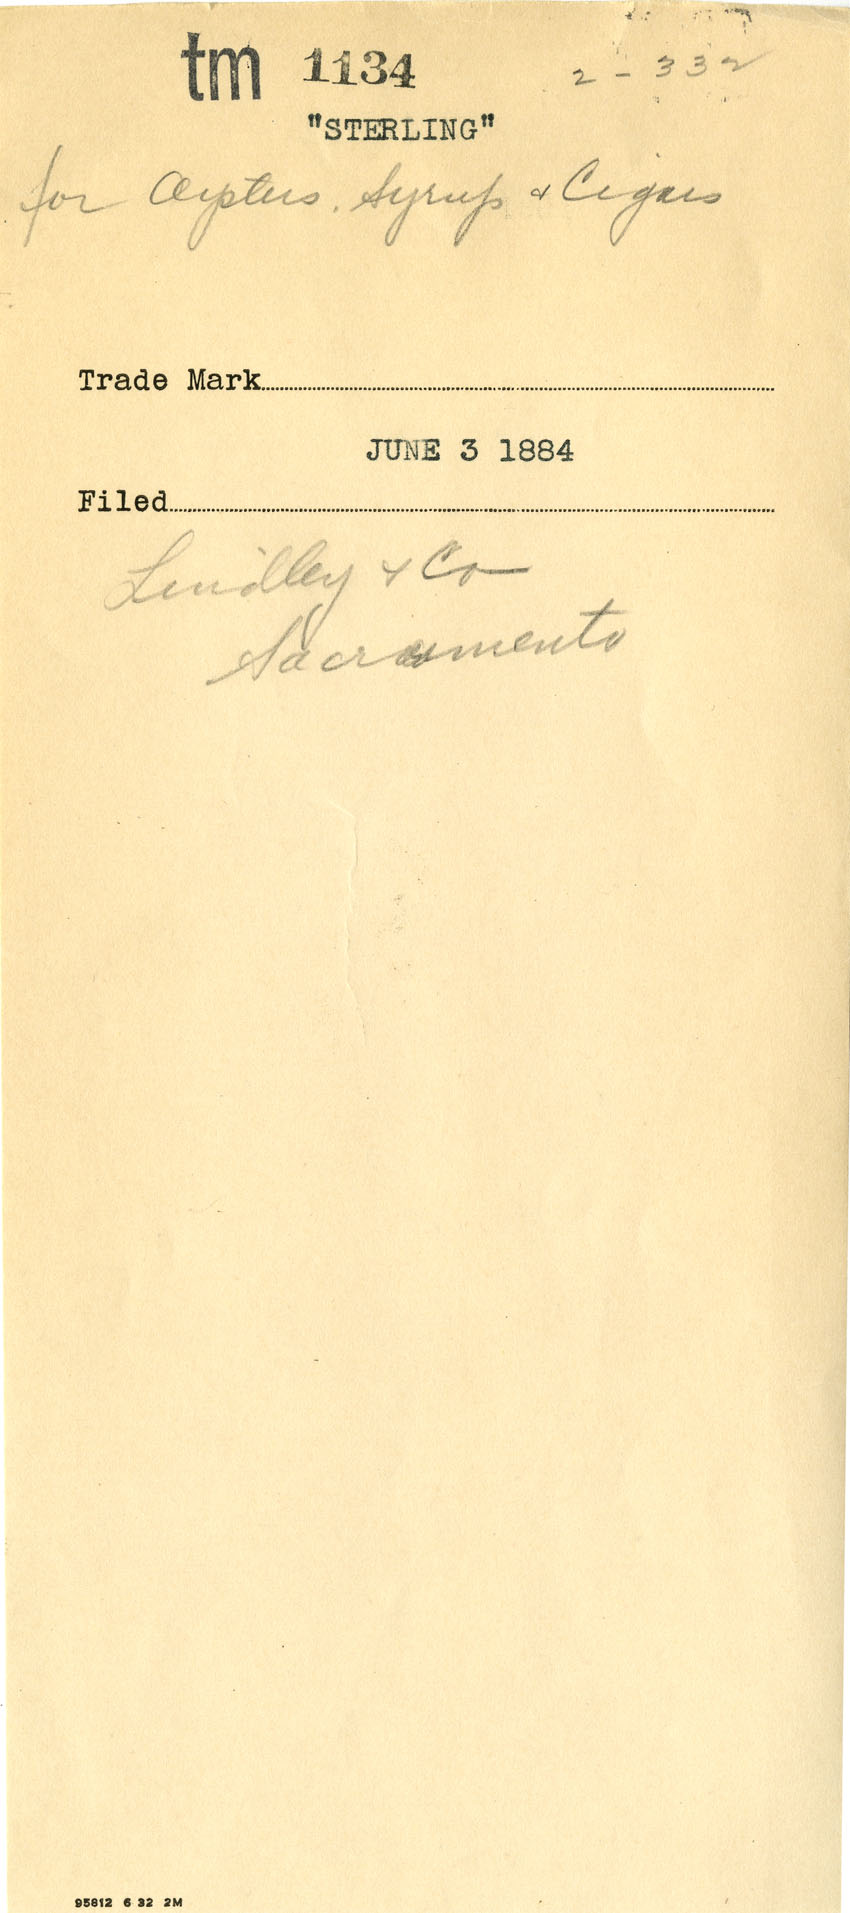 tm 1134 2-332
"STERLING"
for Oysters, Syrup & Cigars
Trade Mark
JUNE 3 1884
Filed
Lindley & Co
Sacramento
95812 6 32 2M